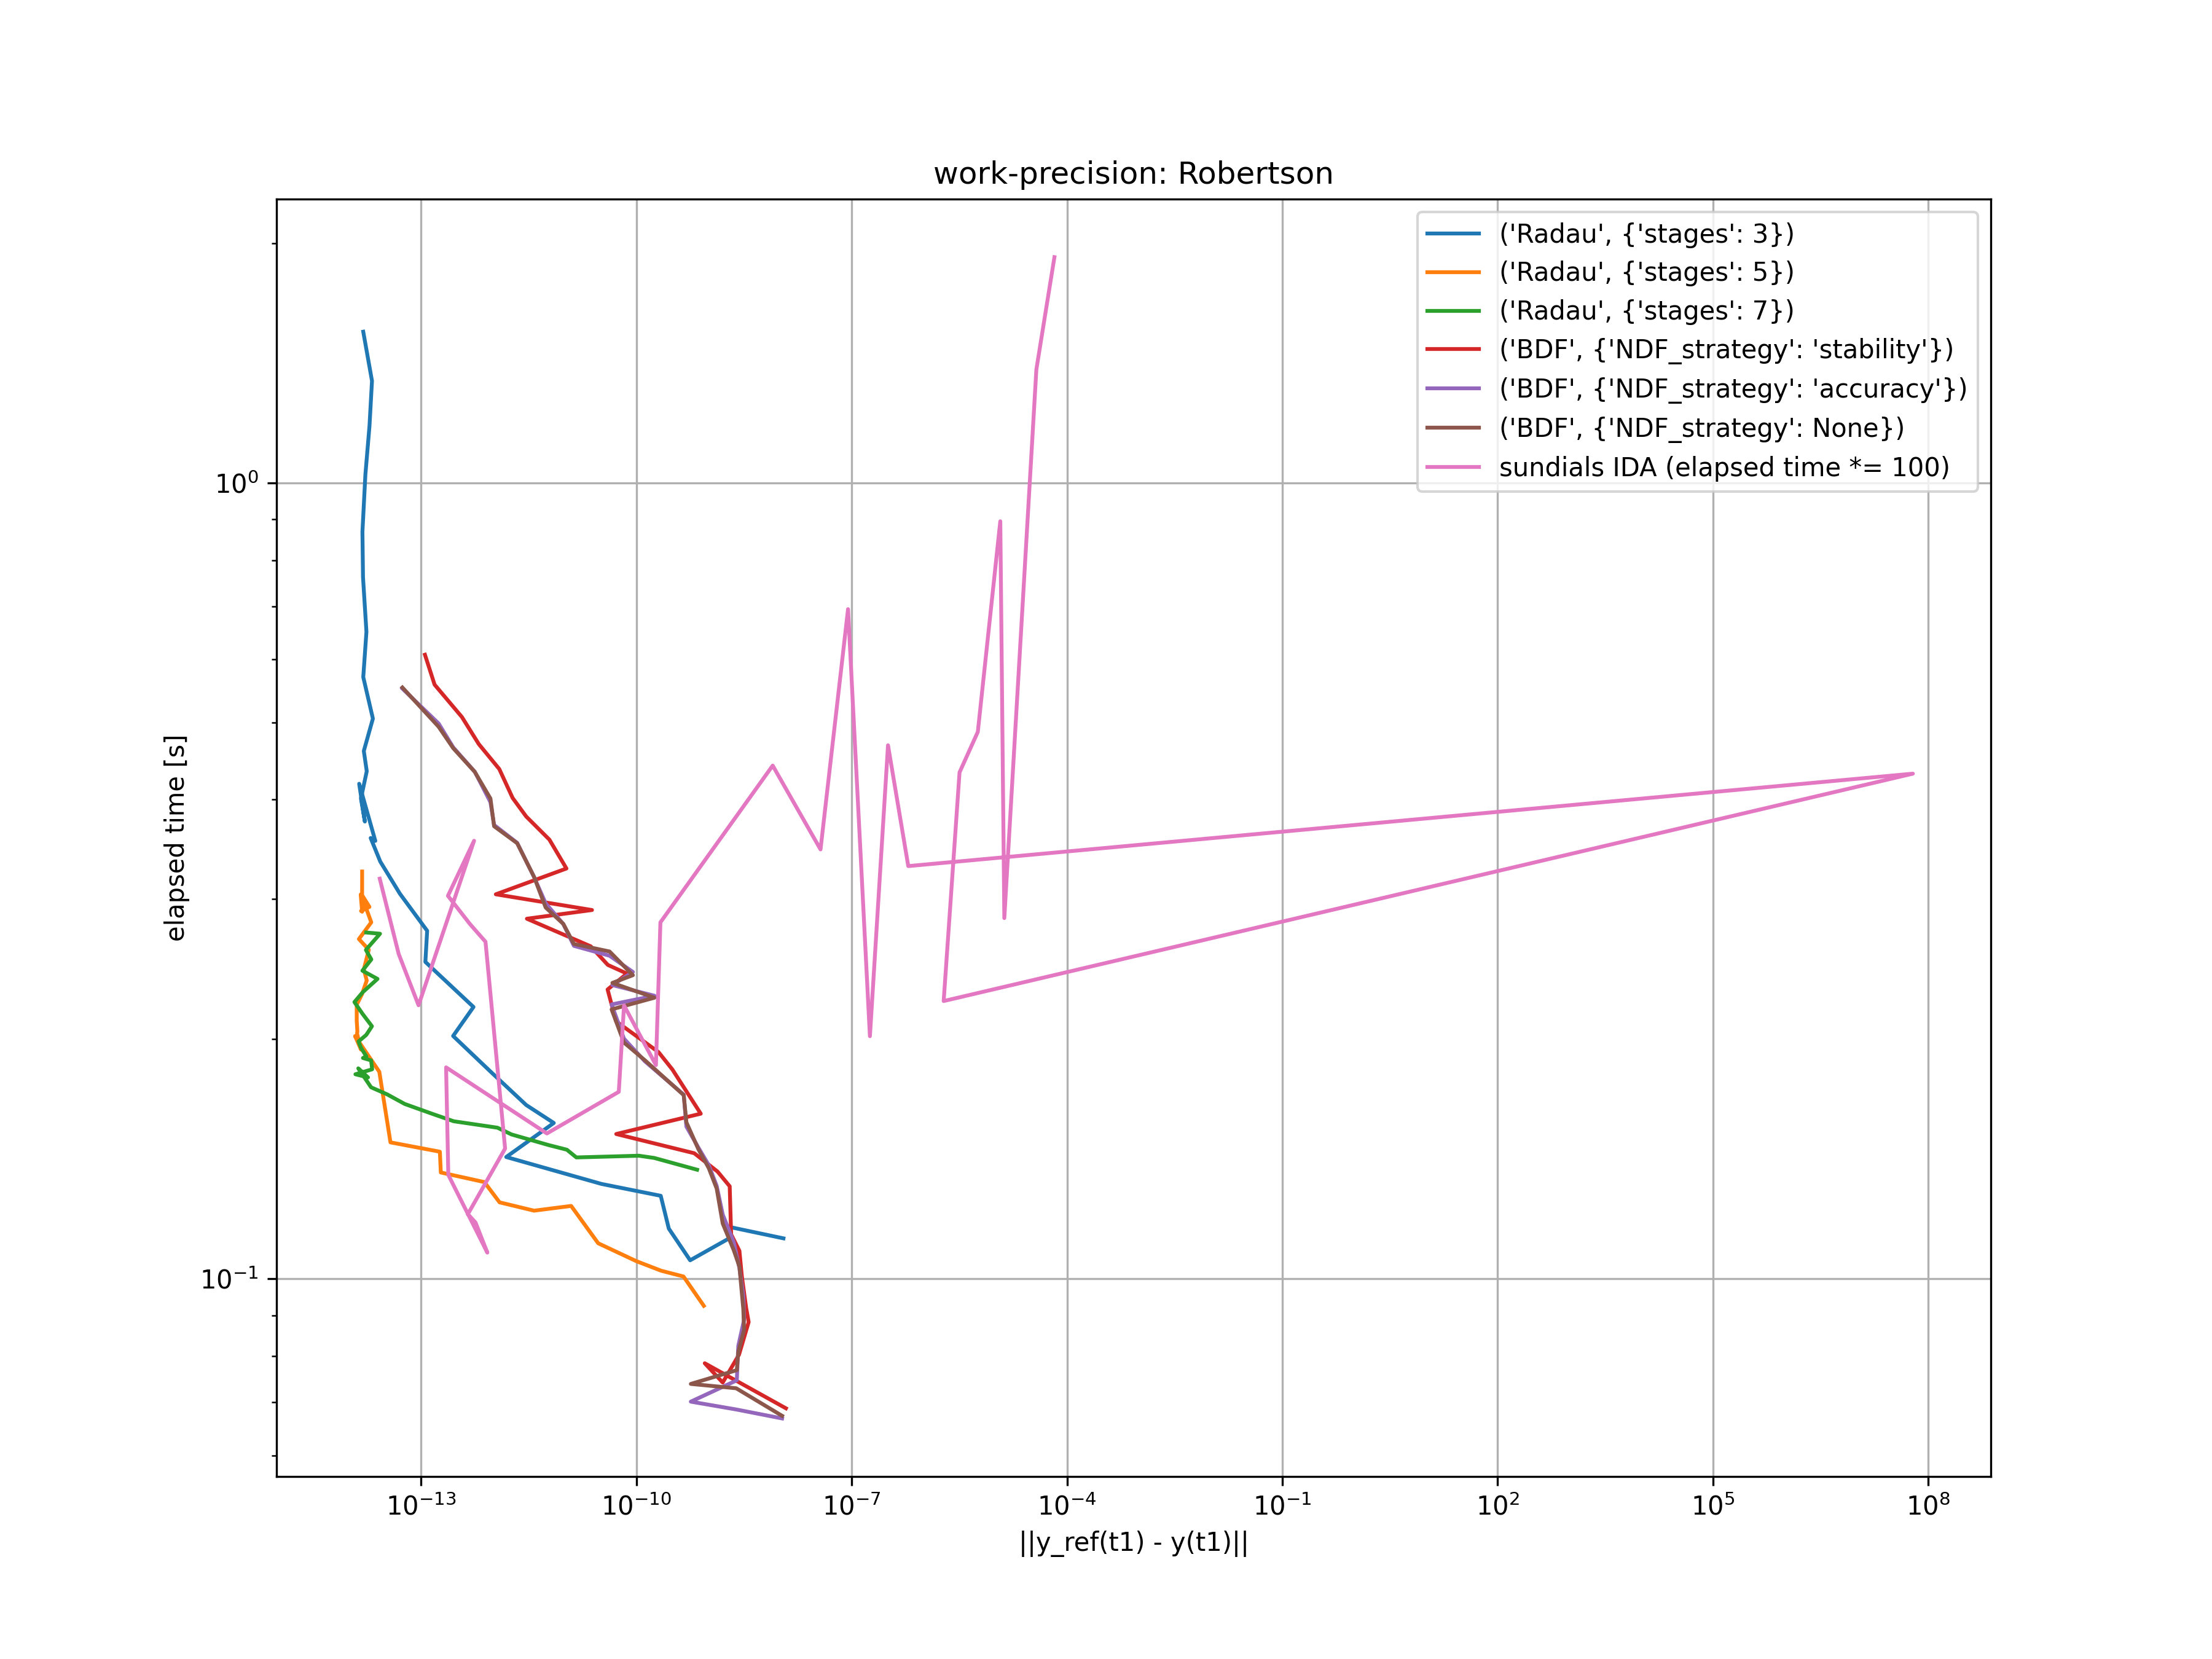 work-precision: Robertson
('Radau', {'stages': 3})
('Radau', {'stages': 5})
('Radau', {'stages': 7})
('BDF', {'NDF_strategy': 'stability'})
('BDF', {'NDF_strategy': 'accuracy'})
('BDF', {'NDF_strategy': None})
sundials IDA (elapsed time *= 100)
elapsed time [s]
10⁰
10⁻¹
10⁻¹³ 10⁻¹⁰ 10⁻⁷ 10⁻⁴ 10⁻¹ 10² 10⁵ 10⁸
||y_ref(t1) - y(t1)||